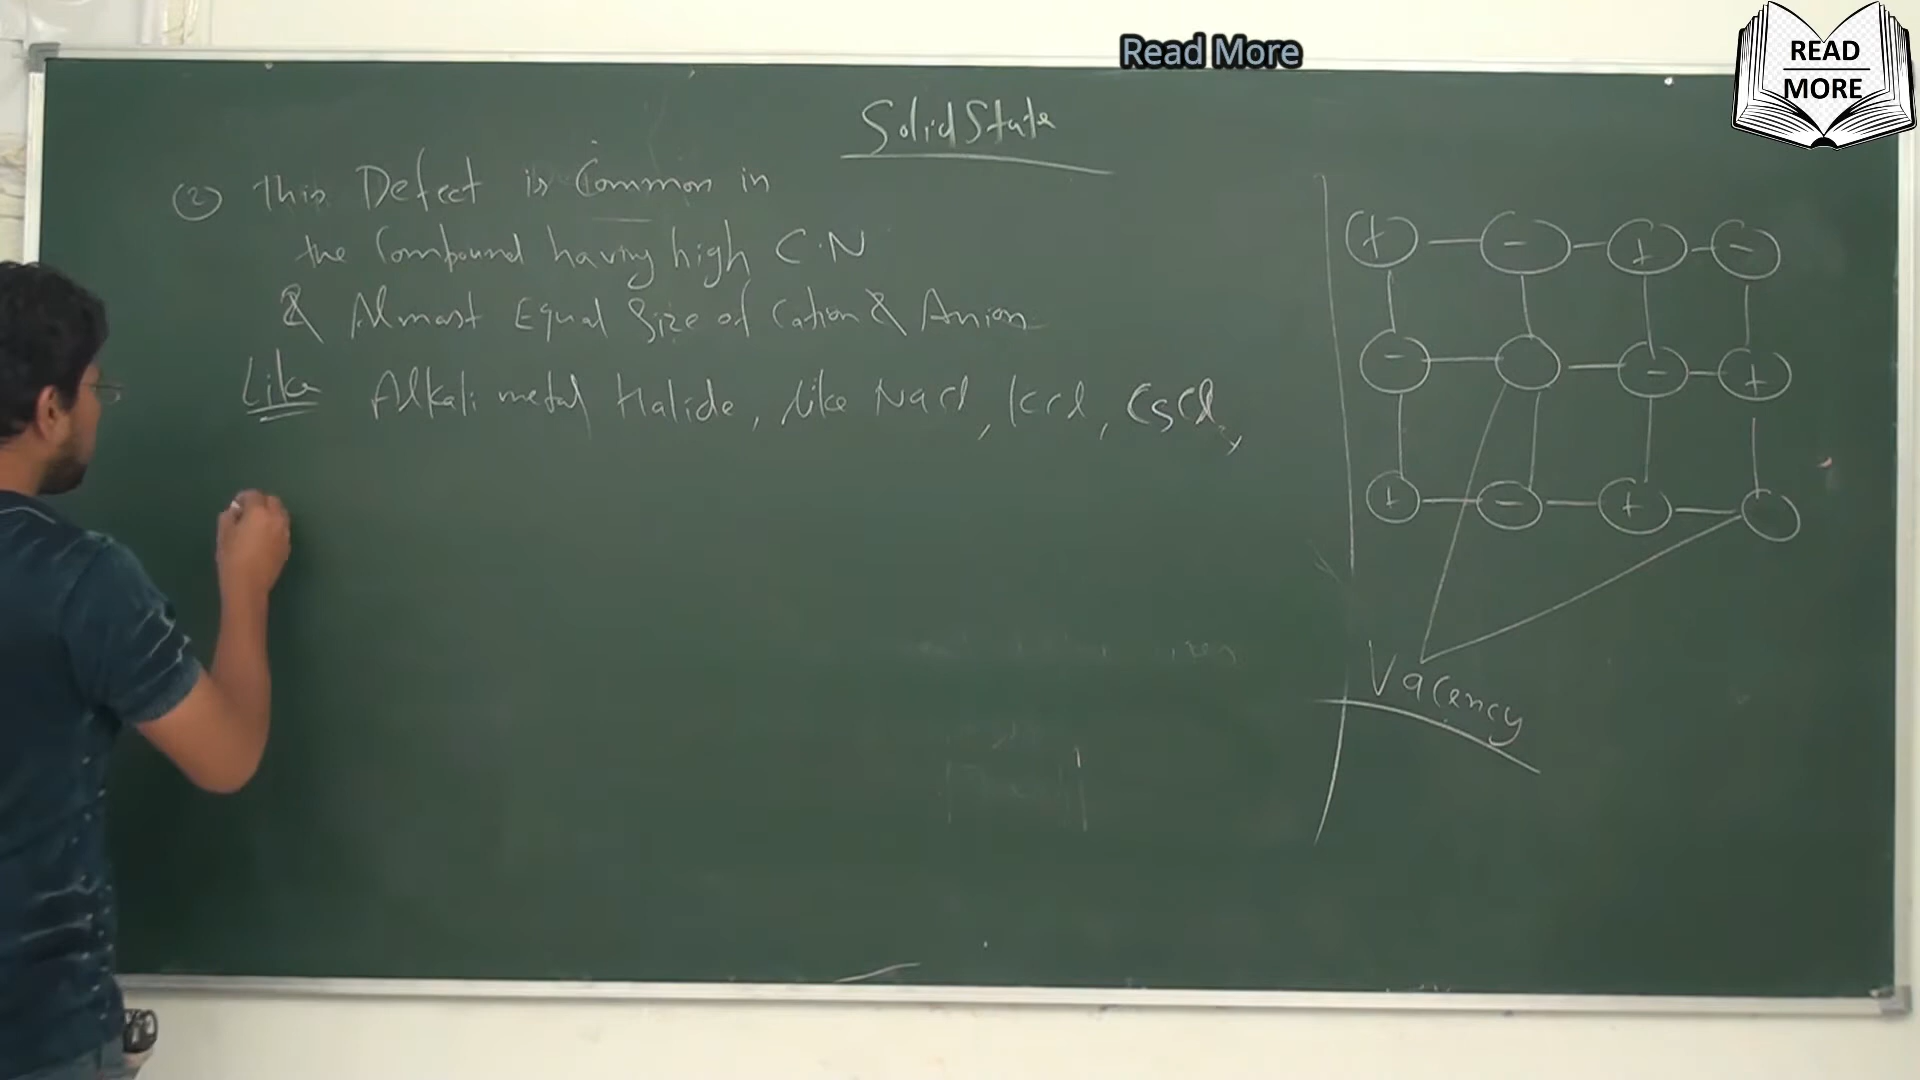 Read More
READ
MORE
Solid State
(2) This Defect is Common in
the Compound having high C.N
& Almost Equal Size of Cation & Anion
Like Alkali metal Halide, like NaCl, KCl, CsCl,
+ - + -
- - +
+ - +
Vacency